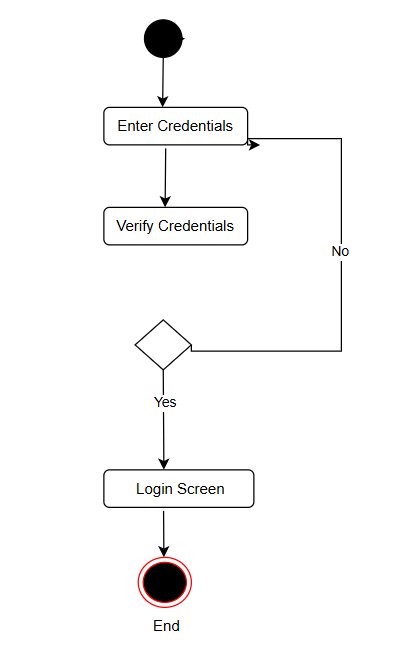 Enter Credentials
Verify Credentials
No
Yes
Login Screen
End